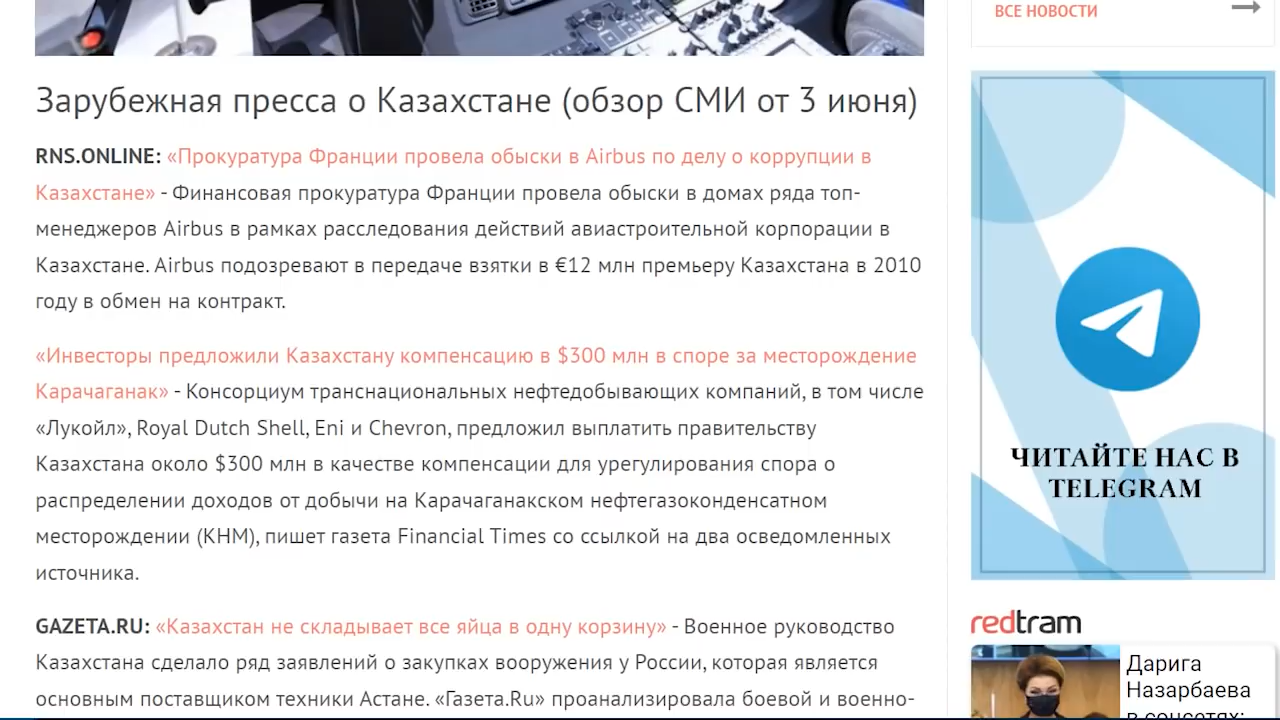 ВСЕ НОВОСТИ
Зарубежная пресса о Казахстане (обзор СМИ от 3 июня)
RNS.ONLINE: «Прокуратура Франции провела обыски в Airbus по делу о коррупции в
Казахстане» - Финансовая прокуратура Франции провела обыски в домах ряда топ-
менеджеров Airbus в рамках расследования действий авиастроительной корпорации в
Казахстане. Airbus подозревают в передаче взятки в €12 млн премьеру Казахстана в 2010
году в обмен на контракт.
«Инвесторы предложили Казахстану компенсацию в $300 млн в споре за месторождение
Карачаганак» - Консорциум транснациональных нефтедобывающих компаний, в том числе
«Лукойл», Royal Dutch Shell, Eni и Chevron, предложил выплатить правительству
Казахстана около $300 млн в качестве компенсации для урегулирования спора о
распределении доходов от добычи на Карачаганакском нефтегазоконденсатном
месторождении (КНМ), пишет газета Financial Times со ссылкой на два осведомленных
источника.
GAZETA.RU: «Казахстан не складывает все яйца в одну корзину» - Военное руководство
Казахстана сделало ряд заявлений о закупках вооружения у России, которая является
основным поставщиком техники Астане. «Газета.Ru» проанализировала боевой и военно-
ЧИТАЙТЕ НАС В
TELEGRAM
redtram
Дарига
Назарбаева
в соцсетях: